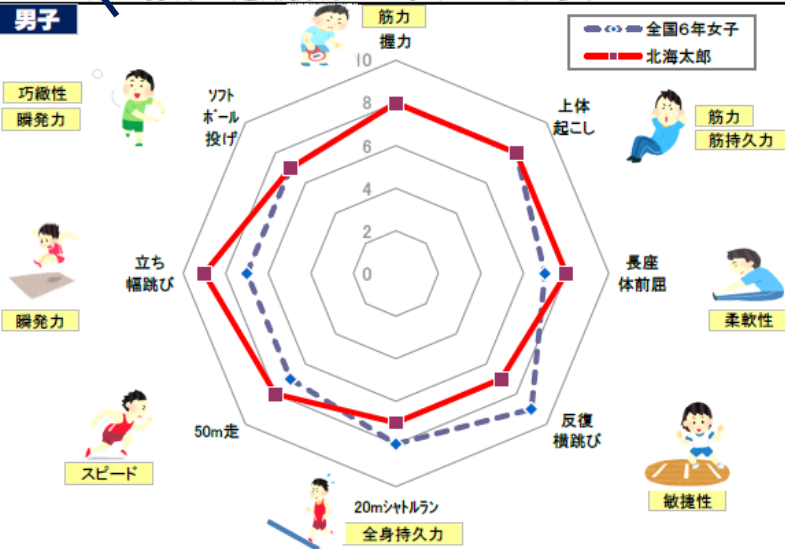 男子
筋力
握力
全国6年女子
北海太郎
10
8
6
4
2
0
ソフト
ボール
投げ
巧緻性
瞬発力
上体
起こし
筋力
筋持久力
立ち
幅跳び
瞬発力
長座
体前屈
柔軟性
50m走
スピード
反復
横跳び
敏捷性
20mシャトルラン
全身持久力